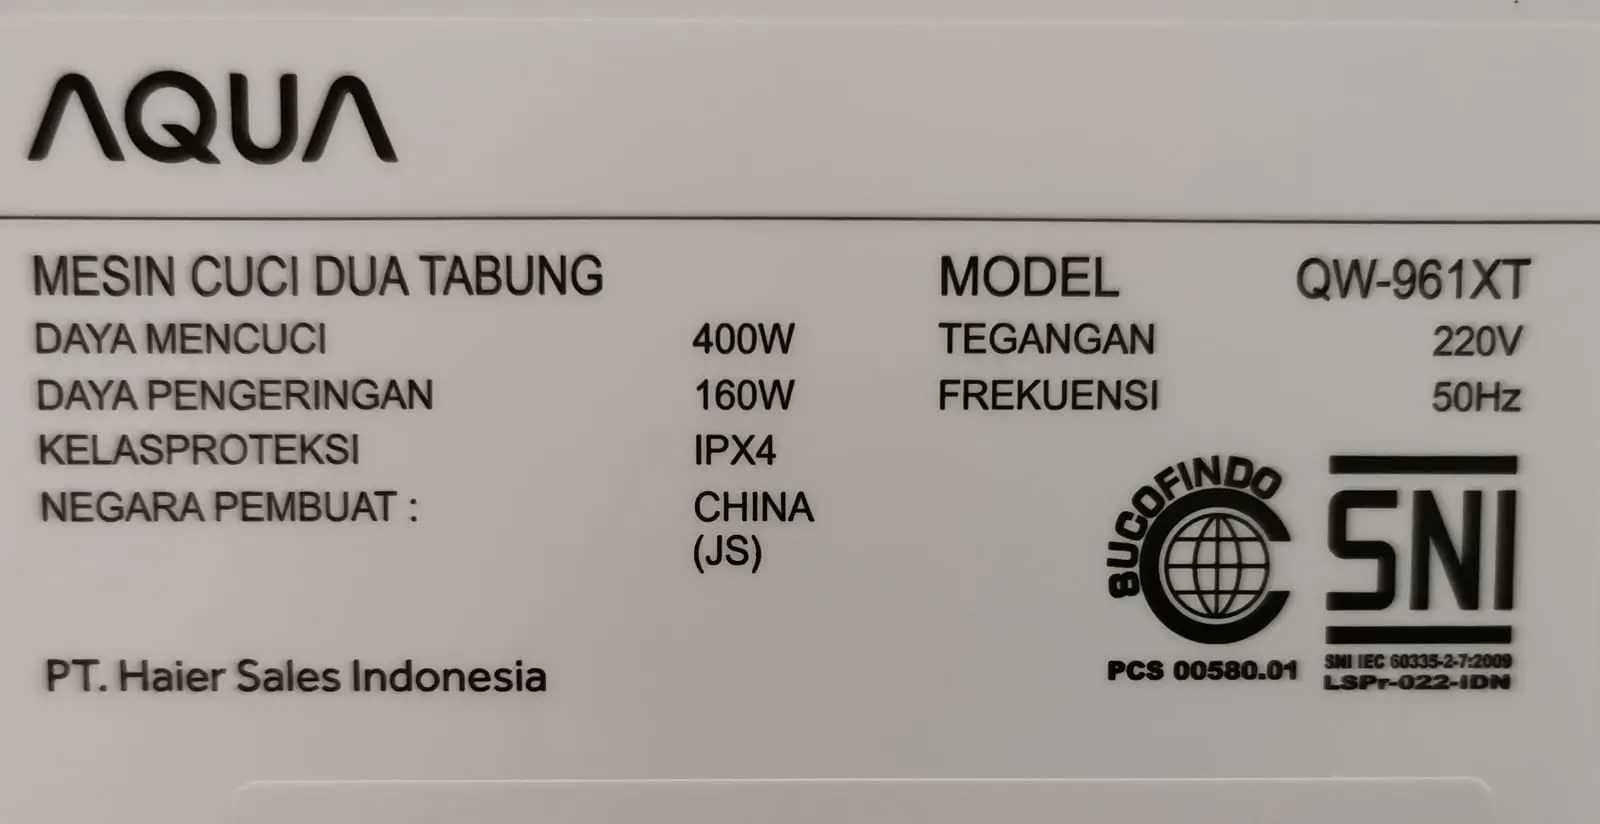 AQUA
MESIN CUCI DUA TABUNG
DAYA MENCUCI 400W
DAYA PENGERINGAN 160W
KELASPROTEKSI IPX4
NEGARA PEMBUAT : CHINA
(JS)
MODEL QW-961XT
TEGANGAN 220V
FREKUENSI 50Hz
SUCOFINDO
PCS 00580.01
SNI
SNI IEC 60335-2-7:2009
LSPr-022-IDN
PT. Haier Sales Indonesia